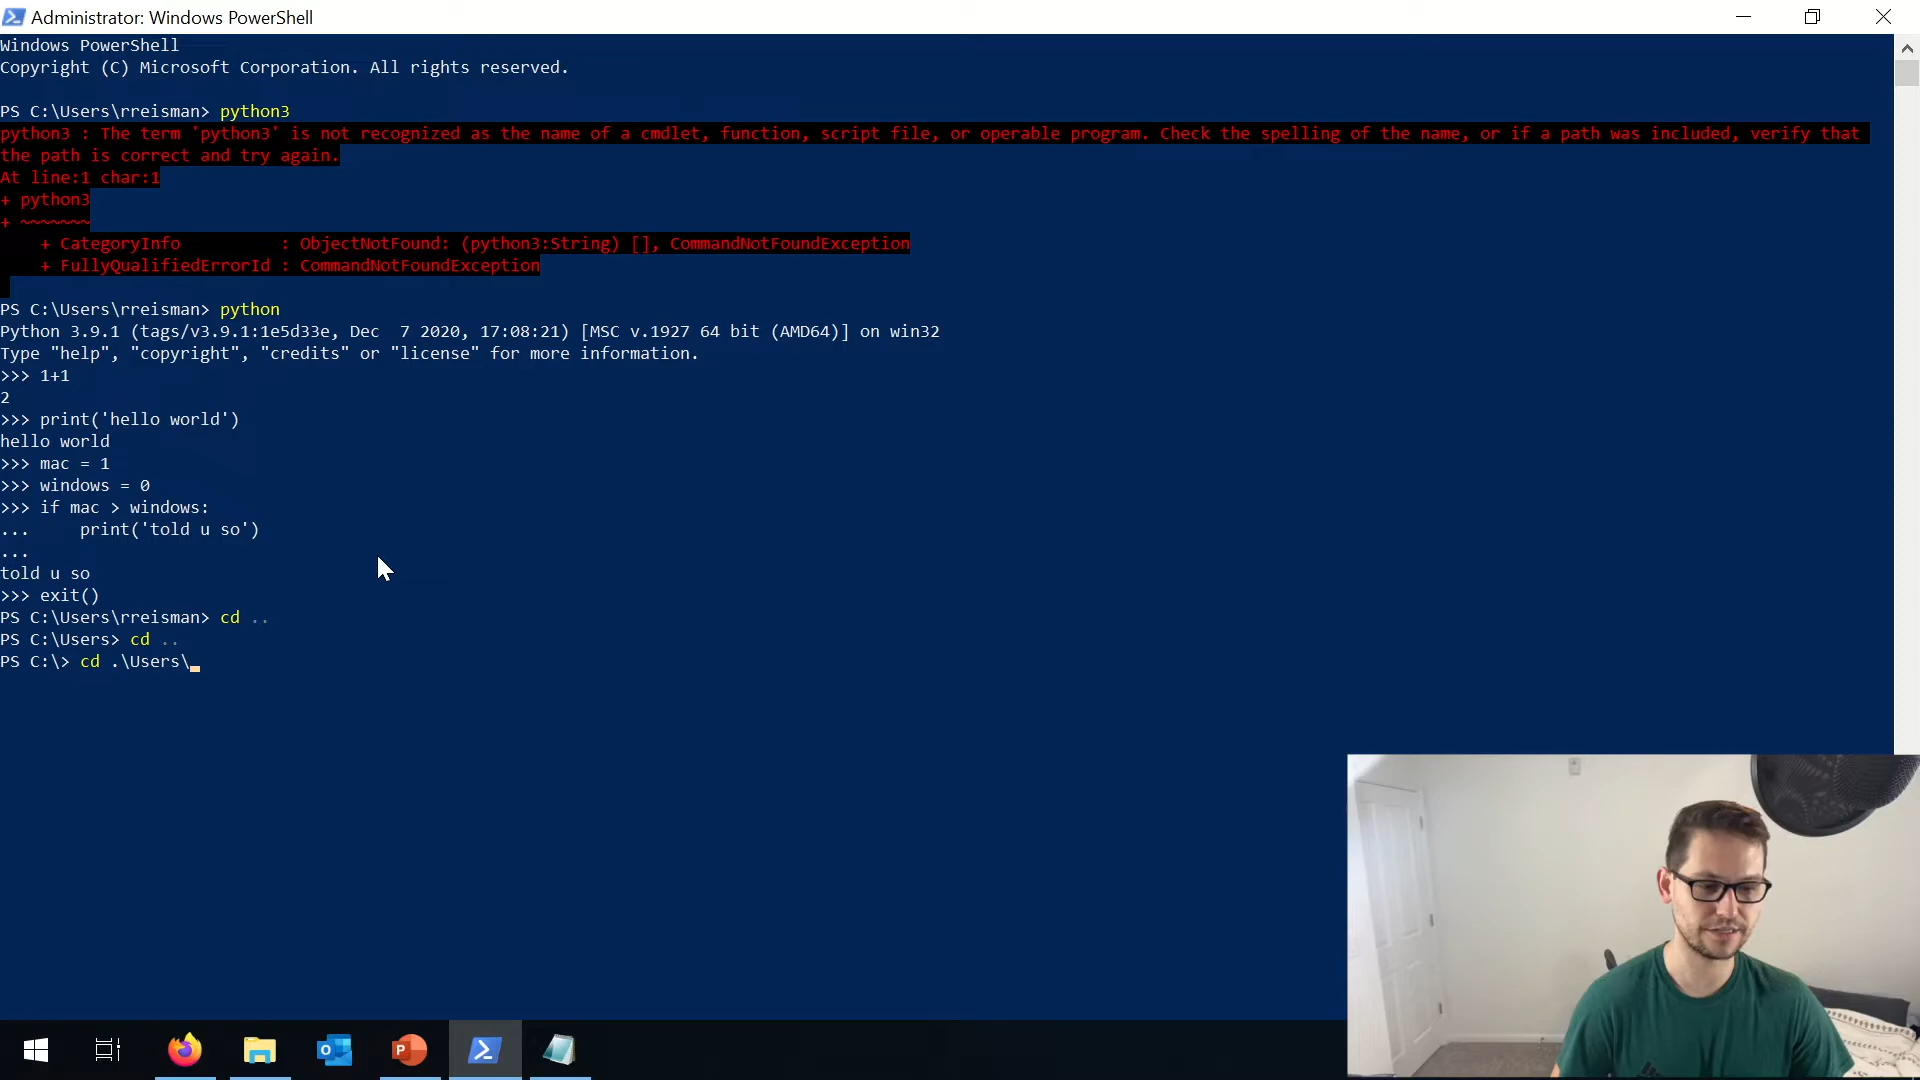 Administrator: Windows PowerShell
Windows PowerShell
Copyright (C) Microsoft Corporation. All rights reserved.
PS C:\Users\rreisman> python3
python3 : The term 'python3' is not recognized as the name of a cmdlet, function, script file, or operable program. Check the spelling of the name, or if a path was included, verify that
the path is correct and try again.
At line:1 char:1
+ python3
+ ~~~~~~~
    + CategoryInfo          : ObjectNotFound: (python3:String) [], CommandNotFoundException
    + FullyQualifiedErrorId : CommandNotFoundException
PS C:\Users\rreisman> python
Python 3.9.1 (tags/v3.9.1:1e5d33e, Dec  7 2020, 17:08:21) [MSC v.1927 64 bit (AMD64)] on win32
Type "help", "copyright", "credits" or "license" for more information.
>>> 1+1
2
>>> print('hello world')
hello world
>>> mac = 1
>>> windows = 0
>>> if mac > windows:
...     print('told u so')
...
told u so
>>> exit()
PS C:\Users\rreisman> cd ..
PS C:\Users> cd ..
PS C:\> cd .\Users\_